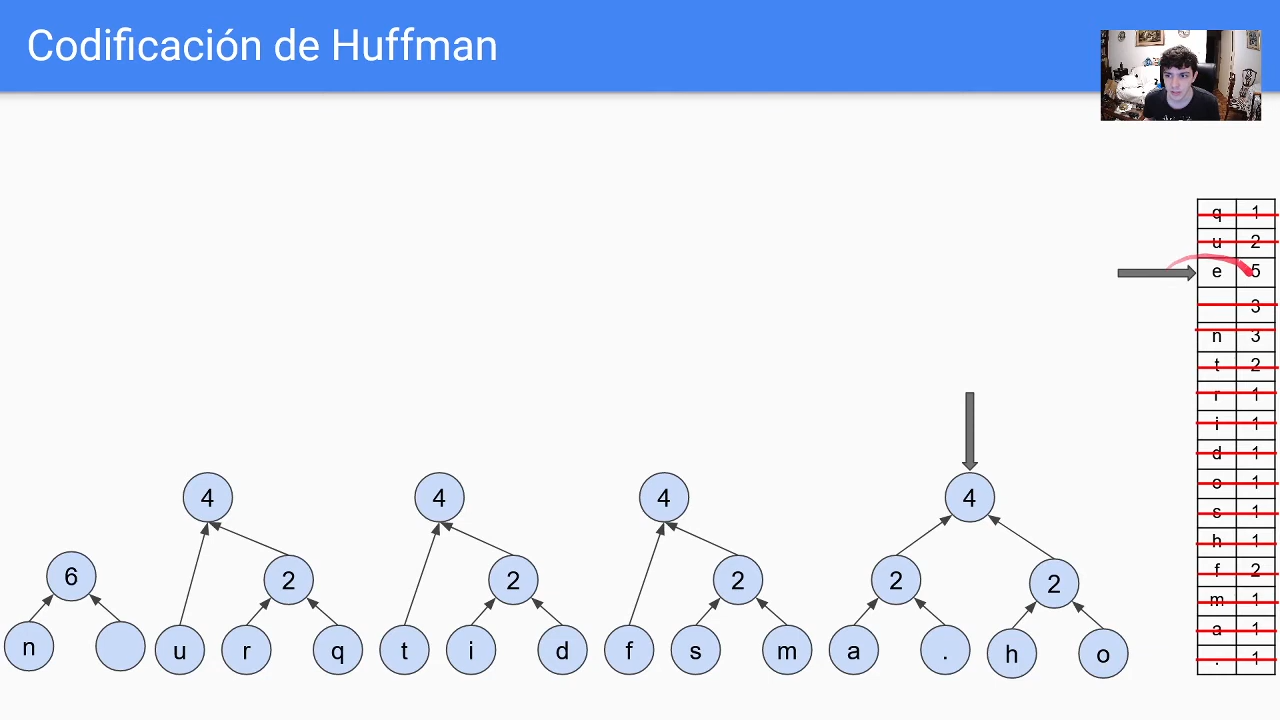 Codificación de Huffman
q 1
u 2
e 5
3
n 3
t 2
r 1
i 1
d 1
o 1
s 1
h 1
f 2
m 1
a 1
. 1
4 4 4 4
6 2 2 2 2 2
n u r q t i d f s m a . h o